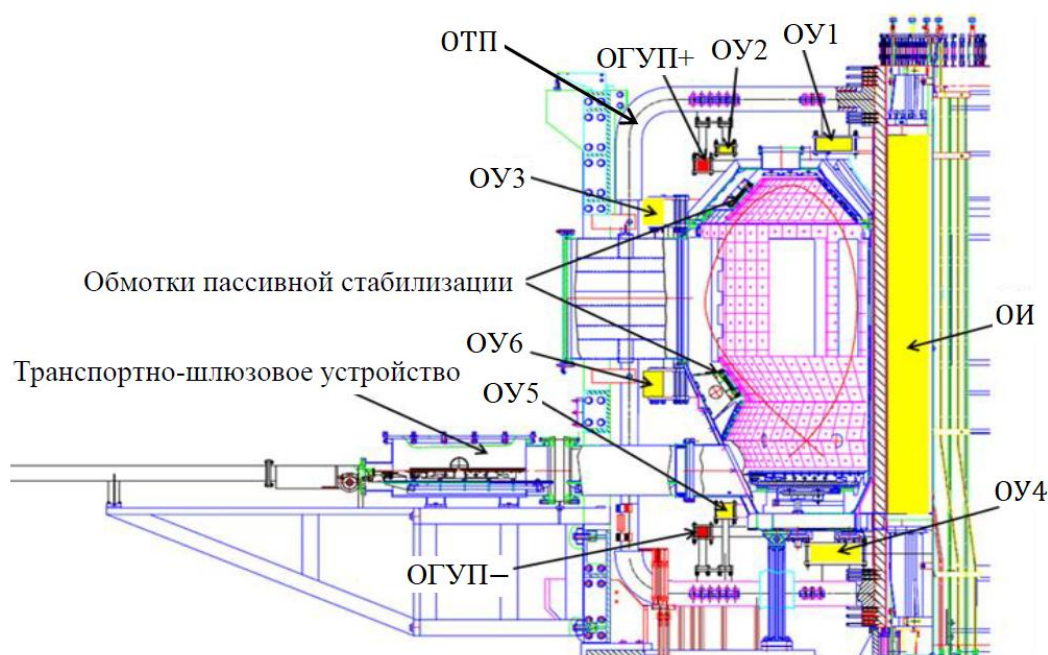 ОУ1
ОТП
ОГУП+
ОУ2
ОУ3
Обмотки пассивной стабилизации
ОИ
ОУ6
Транспортно-шлюзовое устройство
ОУ5
ОУ4
ОГУП−